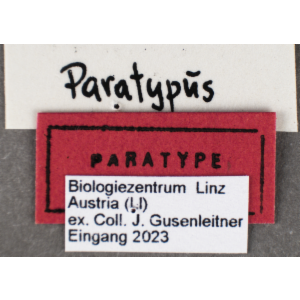 Paratypus
PARATYPE
Biologiezentrum Linz
Austria (LI)
ex. Coll. J. Gusenleitner
Eingang 2023